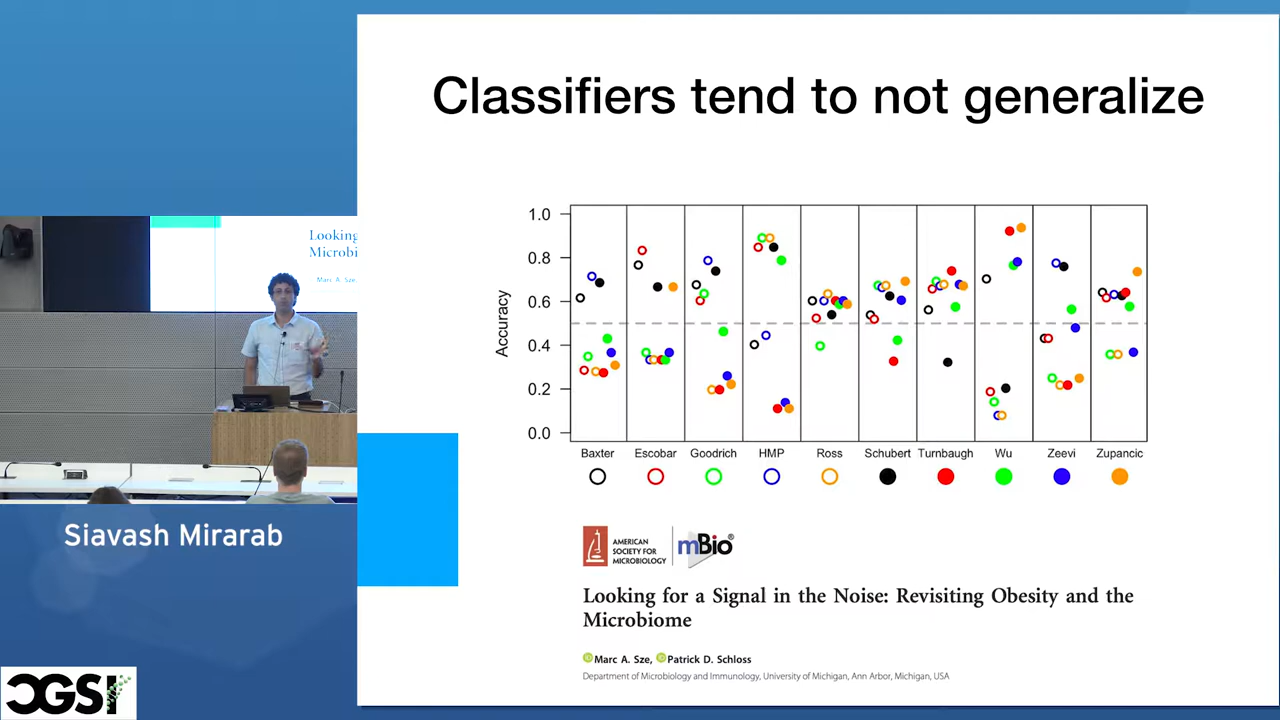 Classifiers tend to not generalize
Accuracy
1.0
0.8
0.6
0.4
0.2
0.0
Baxter
Escobar
Goodrich
HMP
Ross
Schubert
Turnbaugh
Wu
Zeevi
Zupancic
AMERICAN
SOCIETY FOR
MICROBIOLOGY
mBio®
Looking for a Signal in the Noise: Revisiting Obesity and the
Microbiome
iD Marc A. Sze, iD Patrick D. Schloss
Department of Microbiology and Immunology, University of Michigan, Ann Arbor, Michigan, USA
Looking
Microbi
Marc A. Sze,
Siavash Mirarab
CGSI